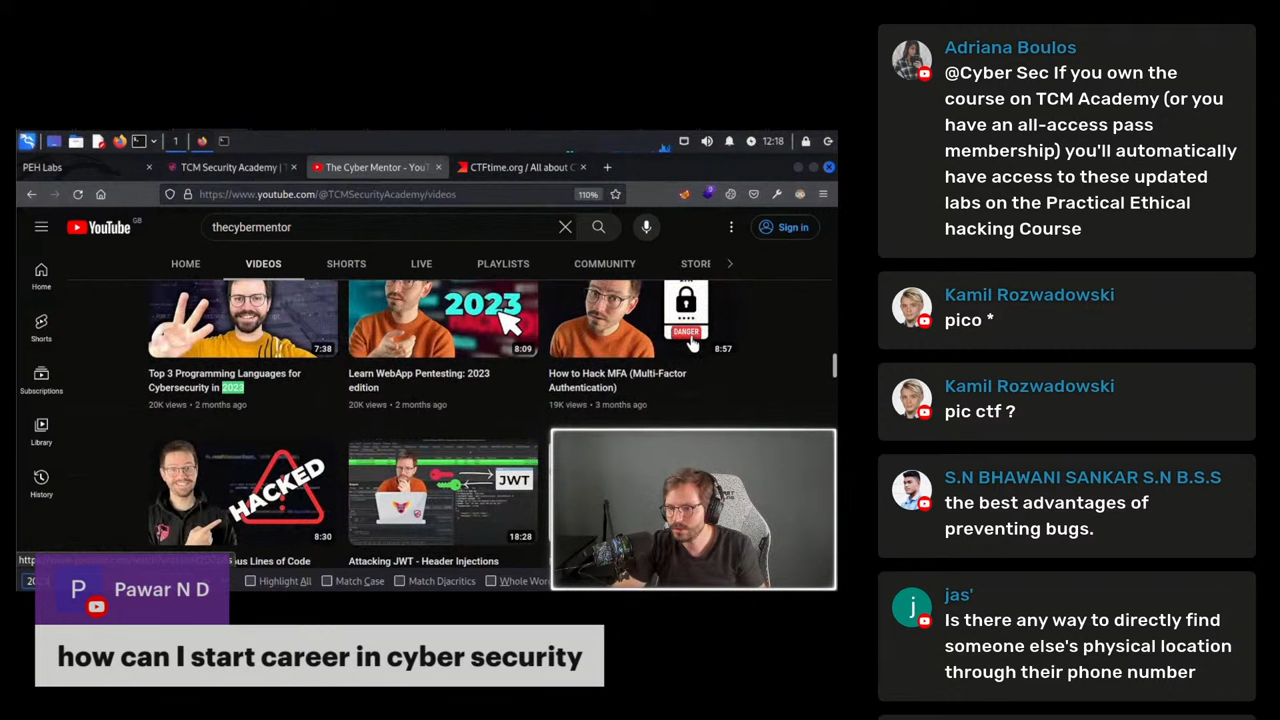 PEH Labs
TCM Security Academy | T
The Cyber Mentor - YouT
CTFtime.org / All about C
1
12:18
https://www.youtube.com/@TCMSecurityAcademy/videos
110%
YouTube GB
thecybermentor
Sign in
HOME
VIDEOS
SHORTS
LIVE
PLAYLISTS
COMMUNITY
STORE
Home
Shorts
Subscriptions
Library
History
7:38
2023
8:09
DANGER
8:57
Top 3 Programming Languages for
Cybersecurity in 2023
20K views • 2 months ago
Learn WebApp Pentesting: 2023
edition
20K views • 2 months ago
How to Hack MFA (Multi-Factor
Authentication)
19K views • 3 months ago
HACKED
8:30
JWT
18:28
ous Lines of Code
Attacking JWT - Header Injections
Highlight All
Match Case
Match Diacritics
Whole Wor
P
Pawar N D
how can I start career in cyber security
Adriana Boulos
@Cyber Sec If you own the
course on TCM Academy (or you
have an all-access pass
membership) you'll automatically
have access to these updated
labs on the Practical Ethical
hacking Course
Kamil Rozwadowski
pico *
Kamil Rozwadowski
pic ctf ?
S.N BHAWANI SANKAR S.N B.S.S
the best advantages of
preventing bugs.
j
jas'
Is there any way to directly find
someone else's physical location
through their phone number